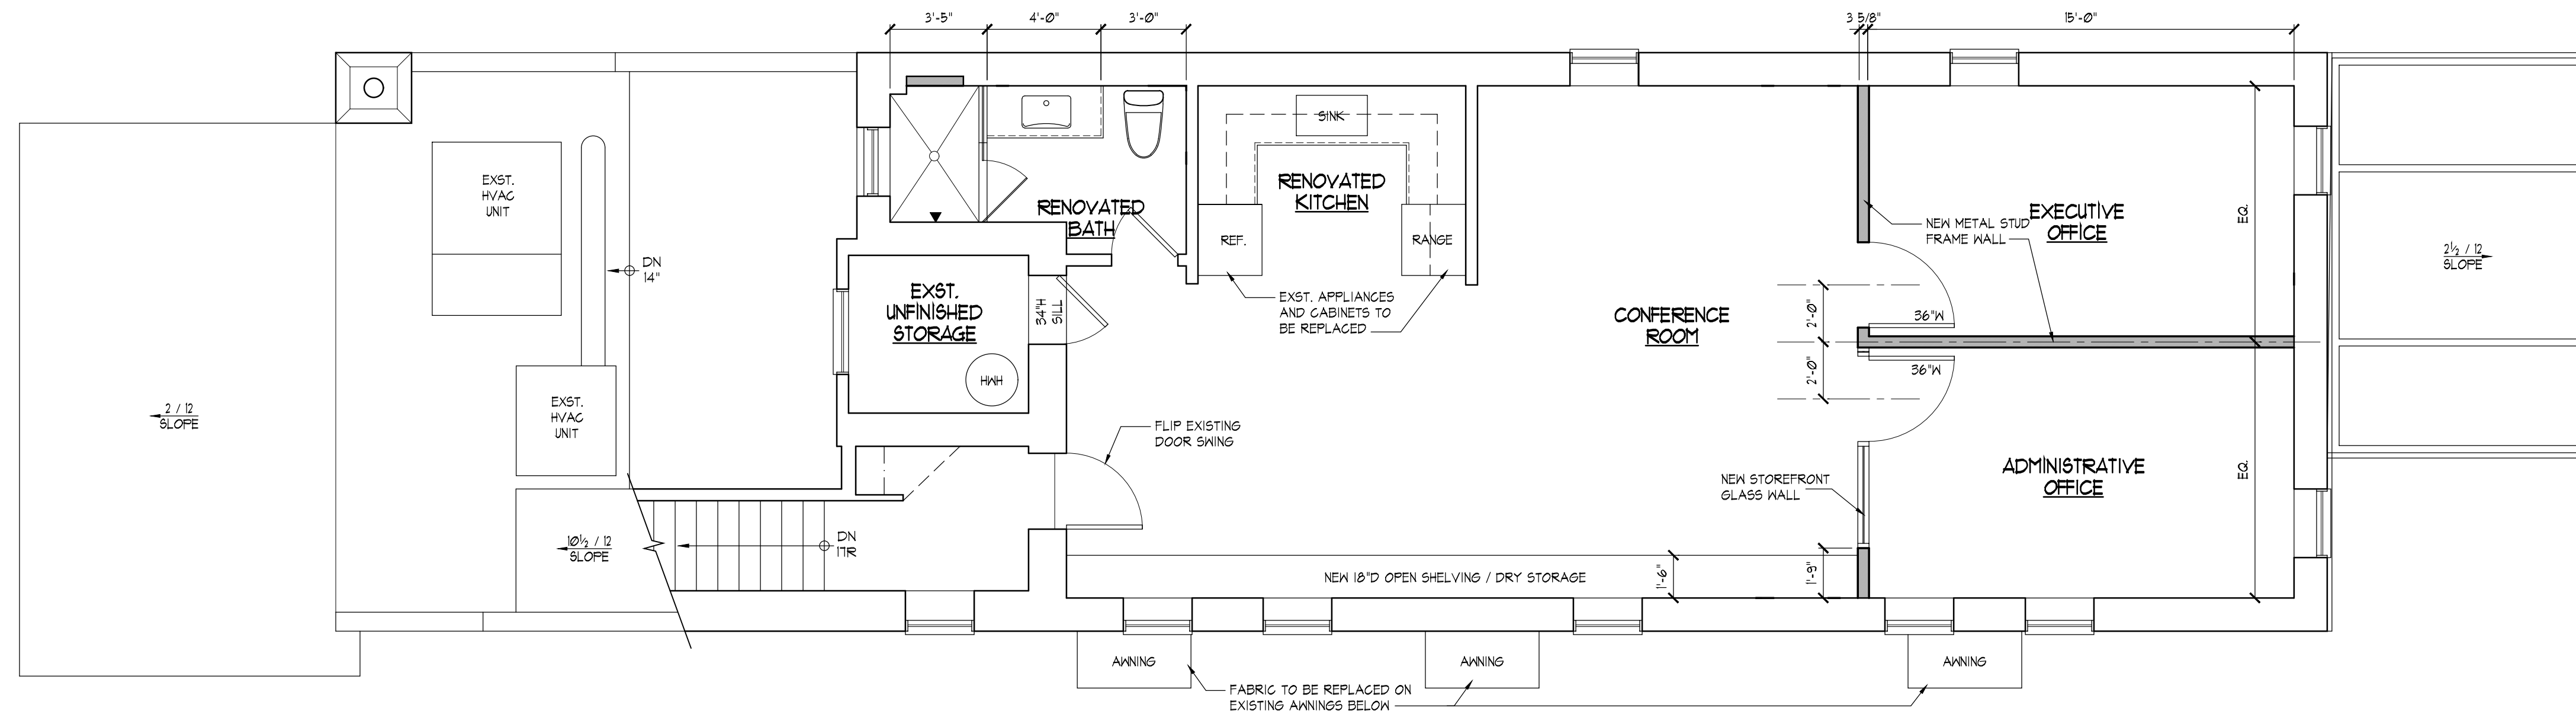 3'-5" 4'-0" 3'-0" 3 5/8" 15'-0"
EXST.
HVAC
UNIT
DN
14"
EXST.
HVAC
UNIT
2 / 12
SLOPE
10 1/2 / 12
SLOPE
DN
17R
RENOVATED
BATH
EXST.
UNFINISHED
STORAGE
34"H
SILL
HWH
SINK
RENOVATED
KITCHEN
REF.
RANGE
EXST. APPLIANCES
AND CABINETS TO
BE REPLACED
FLIP EXISTING
DOOR SWING
CONFERENCE
ROOM
2'-0"
2'-0"
36"W
36"W
NEW METAL STUD
FRAME WALL
EXECUTIVE
OFFICE
EQ.
NEW STOREFRONT
GLASS WALL
ADMINISTRATIVE
OFFICE
EQ.
2 1/2 / 12
SLOPE
NEW 18"D OPEN SHELVING / DRY STORAGE
1'-6"
1'-9"
AWNING
AWNING
AWNING
FABRIC TO BE REPLACED ON
EXISTING AWNINGS BELOW